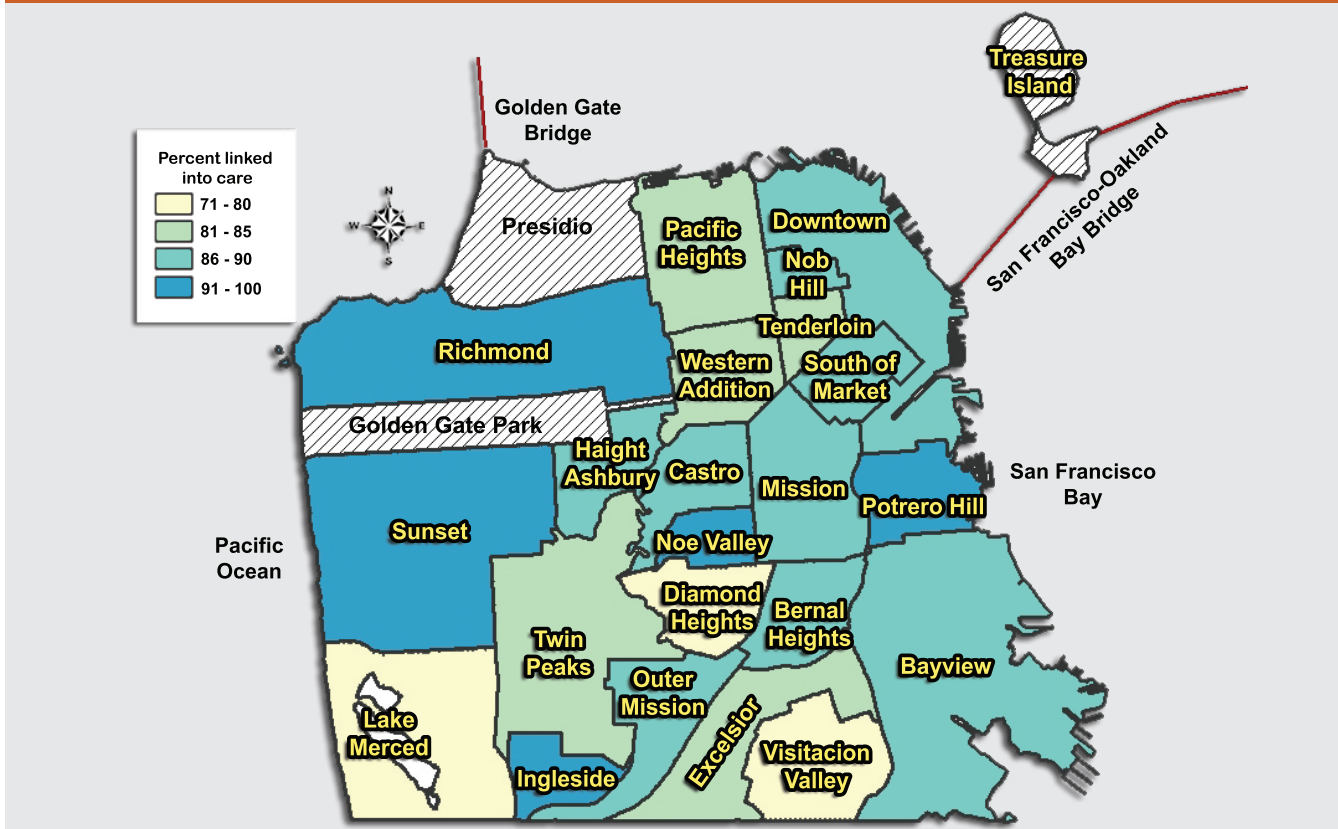 Treasure
Island
Golden Gate
Bridge
San Francisco-Oakland
Bay Bridge
Percent linked
into care
71 - 80
81 - 85
86 - 90
91 - 100
N
W
E
S
Presidio
Pacific
Heights
Downtown
Nob
Hill
Tenderloin
Richmond
Western
Addition
South of
Market
Golden Gate Park
Haight
Ashbury
Castro
Mission
Potrero Hill
San Francisco
Bay
Sunset
Noe Valley
Pacific
Ocean
Diamond
Heights
Bernal
Heights
Twin
Peaks
Outer
Mission
Bayview
Lake
Merced
Excelsior
Visitacion
Valley
Ingleside